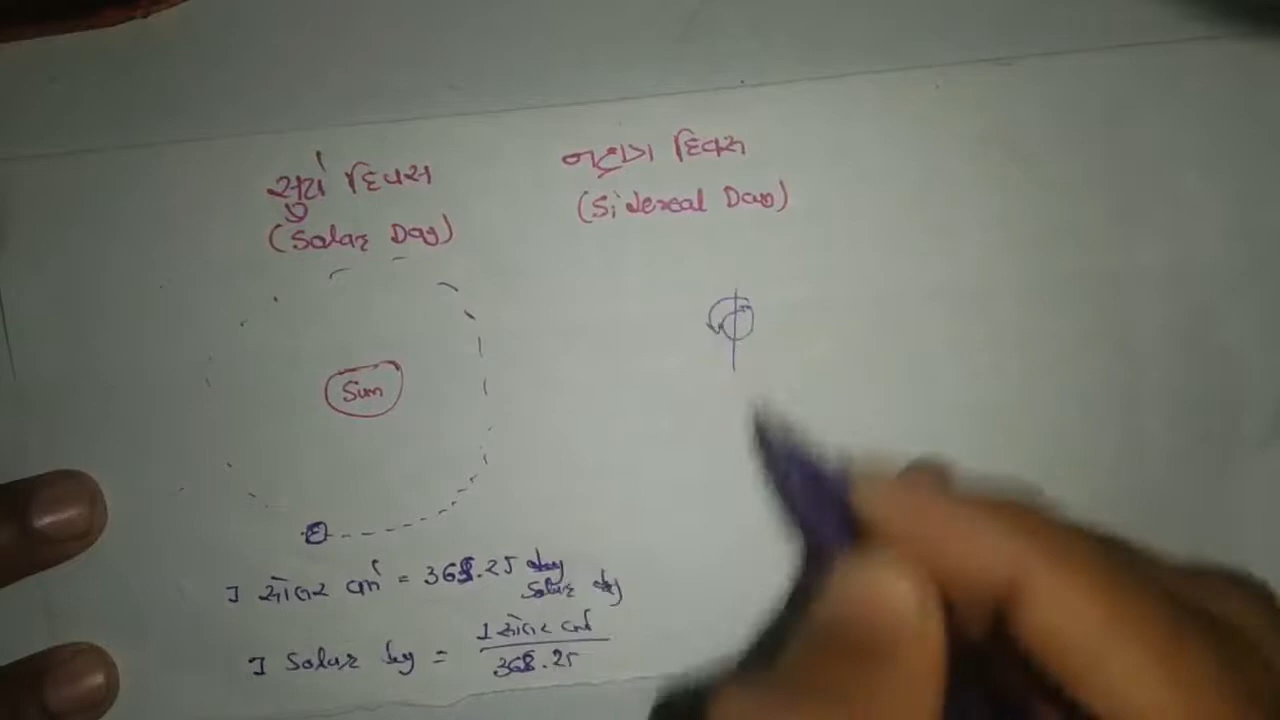 સુર્ય દિવસ
(Solar Day)
નક્ષત્ર દિવસ
(Sidereal Day)
Sun
E
1 સોલર વર્ષ = 365.25
Solar day
1 Solar day = 1 સોલર વર્ષ
365.25